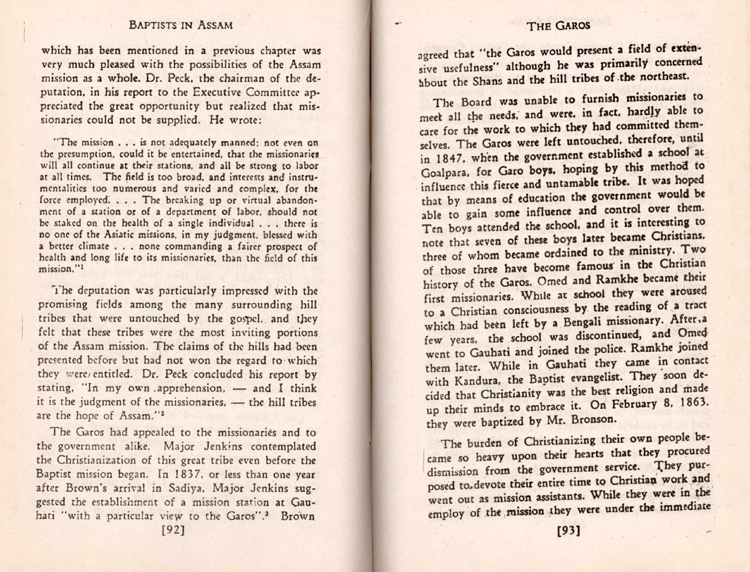 BAPTISTS IN ASSAM
which has been mentioned in a previous chapter was
very much pleased with the possibilities of the Assam
mission as a whole. Dr. Peck, the chairman of the de-
putation, in his report to the Executive Committee ap-
preciated the great opportunity but realized that mis-
sionaries could not be supplied. He wrote:
"The mission . . . is not adequately manned; not even on
the presumption, could it be entertained, that the missionaries
will all continue at their stations, and all be strong to labor
at all times. The field is too broad, and interests and instru-
mentalities too numerous and varied and complex, for the
force employed. . . . The breaking up or virtual abandon-
ment of a station or of a department of labor, should not
be staked on the health of a single individual . . . there is
no one of the Asiatic missions, in my judgment, blessed with
a better climate . . . none commanding a fairer prospect of
health and long life to its missionaries, than the field of this
mission."¹
The deputation was particularly impressed with the
promising fields among the many surrounding hill
tribes that were untouched by the gospel, and they
felt that these tribes were the most inviting portions
of the Assam mission. The claims of the hills had been
presented before but had not won the regard to which
they were entitled. Dr. Peck concluded his report by
stating, "In my own apprehension, — and I think
it is the judgment of the missionaries, — the hill tribes
are the hope of Assam."²
The Garos had appealed to the missionaries and to
the government alike. Major Jenkins contemplated
the Christianization of this great tribe even before the
Baptist mission began. In 1837, or less than one year
after Brown's arrival in Sadiya, Major Jenkins sug-
gested the establishment of a mission station at Gau-
hati "with a particular view to the Garos".³ Brown
[92]
THE GAROS
agreed that "the Garos would present a field of exten-
sive usefulness" although he was primarily concerned
about the Shans and the hill tribes of the northeast.
The Board was unable to furnish missionaries to
meet all the needs, and were, in fact, hardly able to
care for the work to which they had committed them-
selves. The Garos were left untouched, therefore, until
in 1847, when the government established a school at
Goalpara, for Garo boys, hoping by this method to
influence this fierce and untamable tribe. It was hoped
that by means of education the government would be
able to gain some influence and control over them.
Ten boys attended the school, and it is interesting to
note that seven of these boys later became Christians,
three of whom became ordained to the ministry. Two
of those three have become famous in the Christian
history of the Garos. Omed and Ramkhe became their
first missionaries. While at school they were aroused
to a Christian consciousness by the reading of a tract
which had been left by a Bengali missionary. After a
few years, the school was discontinued, and Omed
went to Gauhati and joined the police. Ramkhe joined
them later. While in Gauhati they came in contact
with Kandura, the Baptist evangelist. They soon de-
cided that Christianity was the best religion and made
up their minds to embrace it. On February 8, 1863,
they were baptized by Mr. Bronson.
The burden of Christianizing their own people be-
came so heavy upon their hearts that they procured
dismission from the government service. They pur-
posed to devote their entire time to Christian work and
went out as mission assistants. While they were in the
employ of the mission they were under the immediate
[93]